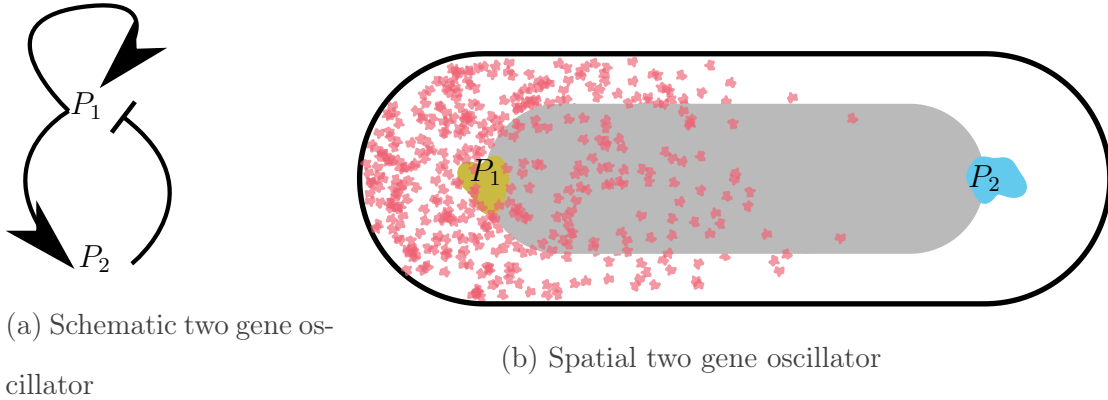 P₁
P₂
(a) Schematic two gene os-
cillator
P₁
P₂
(b) Spatial two gene oscillator